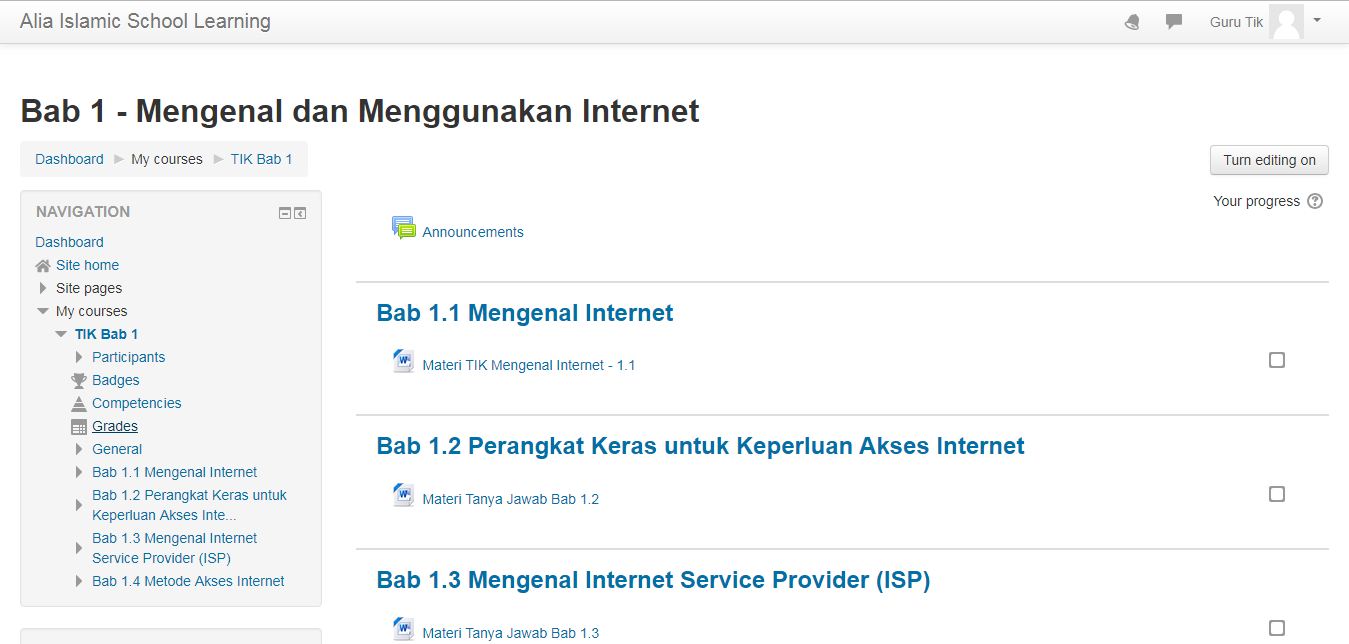 Alia Islamic School Learning
Guru Tik
Bab 1 - Mengenal dan Menggunakan Internet
Dashboard My courses TIK Bab 1
Turn editing on
NAVIGATION
Dashboard
Site home
Site pages
My courses
TIK Bab 1
Participants
Badges
Competencies
Grades
General
Bab 1.1 Mengenal Internet
Bab 1.2 Perangkat Keras untuk
Keperluan Akses Inte...
Bab 1.3 Mengenal Internet
Service Provider (ISP)
Bab 1.4 Metode Akses Internet
Your progress
Announcements
Bab 1.1 Mengenal Internet
Materi TIK Mengenal Internet - 1.1
Bab 1.2 Perangkat Keras untuk Keperluan Akses Internet
Materi Tanya Jawab Bab 1.2
Bab 1.3 Mengenal Internet Service Provider (ISP)
Materi Tanya Jawab Bab 1.3